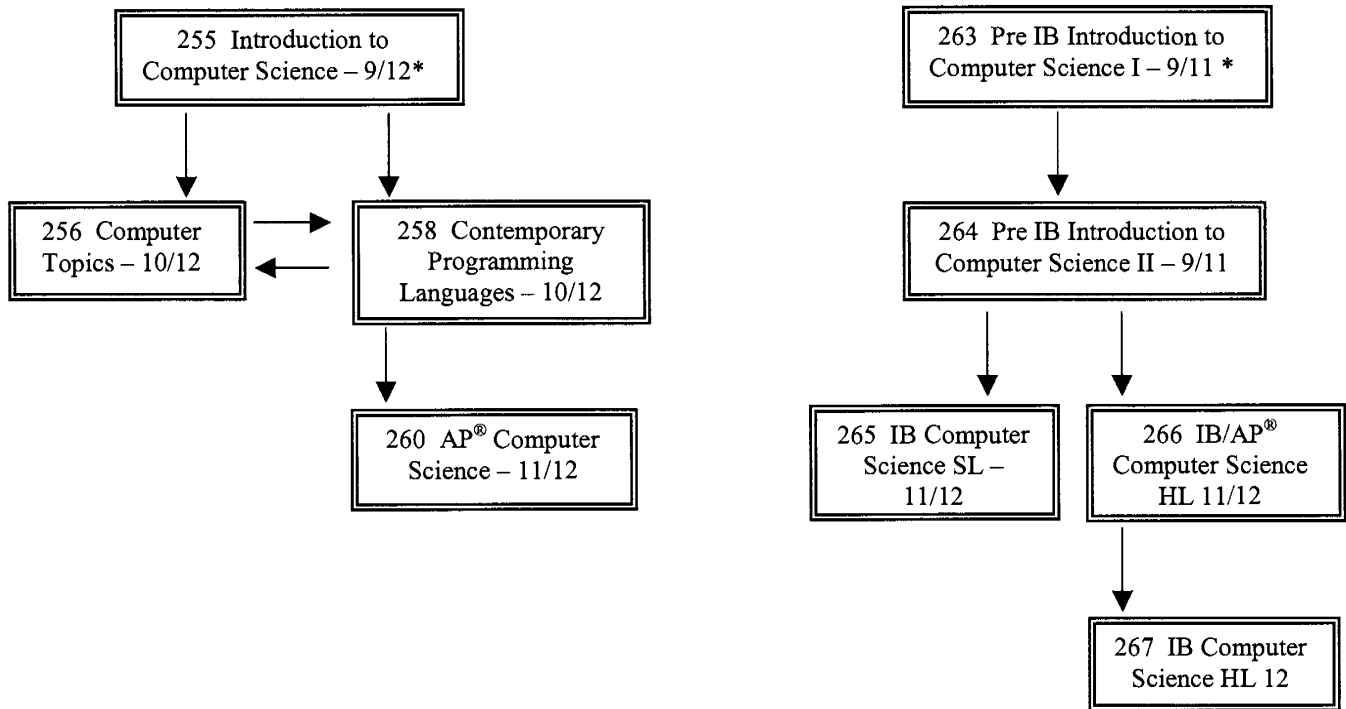 255 Introduction to
Computer Science – 9/12*
263 Pre IB Introduction to
Computer Science I – 9/11 *
256 Computer
Topics – 10/12
258 Contemporary
Programming
Languages – 10/12
264 Pre IB Introduction to
Computer Science II – 9/11
260 AP® Computer
Science – 11/12
265 IB Computer
Science SL –
11/12
266 IB/AP®
Computer Science
HL 11/12
267 IB Computer
Science HL 12